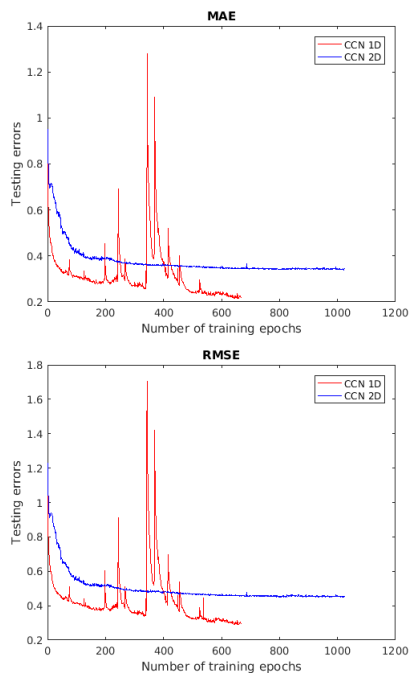 MAE
1.4
1.2
1
0.8
0.6
0.4
0.2
Testing errors
CCN 1D
CCN 2D
0 200 400 600 800 1000 1200
Number of training epochs
RMSE
1.8
1.6
1.4
1.2
1
0.8
0.6
0.4
0.2
Testing errors
CCN 1D
CCN 2D
0 200 400 600 800 1000 1200
Number of training epochs